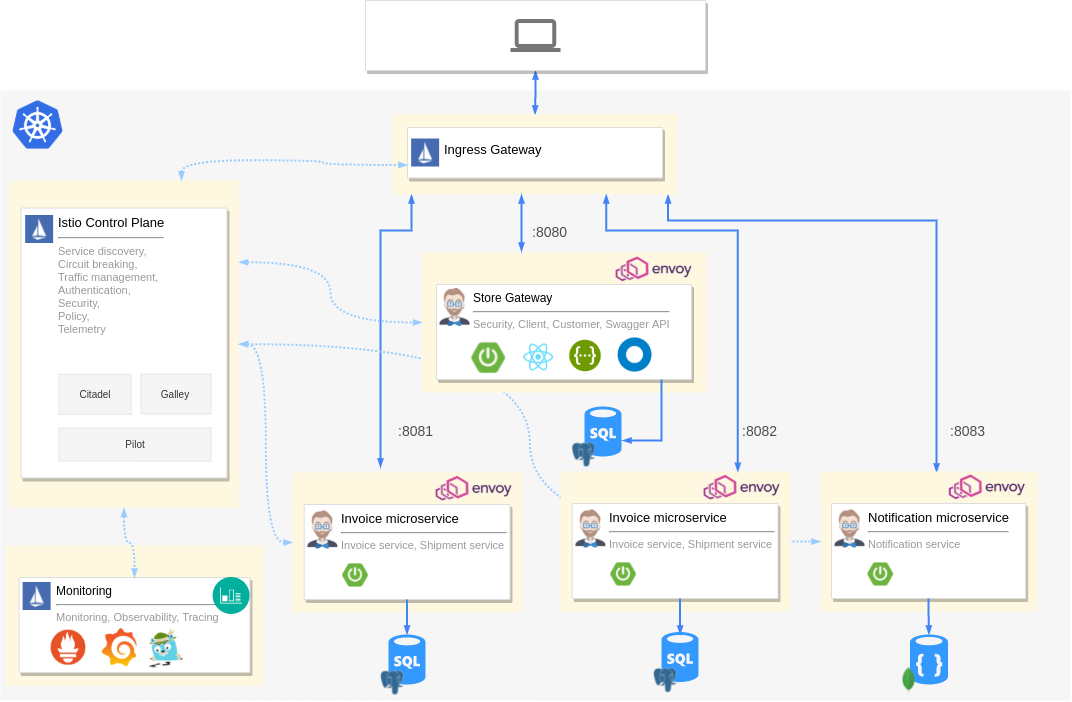 Ingress Gateway
Istio Control Plane
Service discovery,
Circuit breaking,
Traffic management,
Authentication,
Security,
Policy,
Telemetry
Citadel
Galley
Pilot
:8080
envoy
Store Gateway
Security, Client, Customer, Swagger API
SQL
:8081
:8082
:8083
envoy
Invoice microservice
Invoice service, Shipment service
SQL
envoy
Invoice microservice
Invoice service, Shipment service
SQL
envoy
Notification microservice
Notification service
{ }
Monitoring
Monitoring, Observability, Tracing